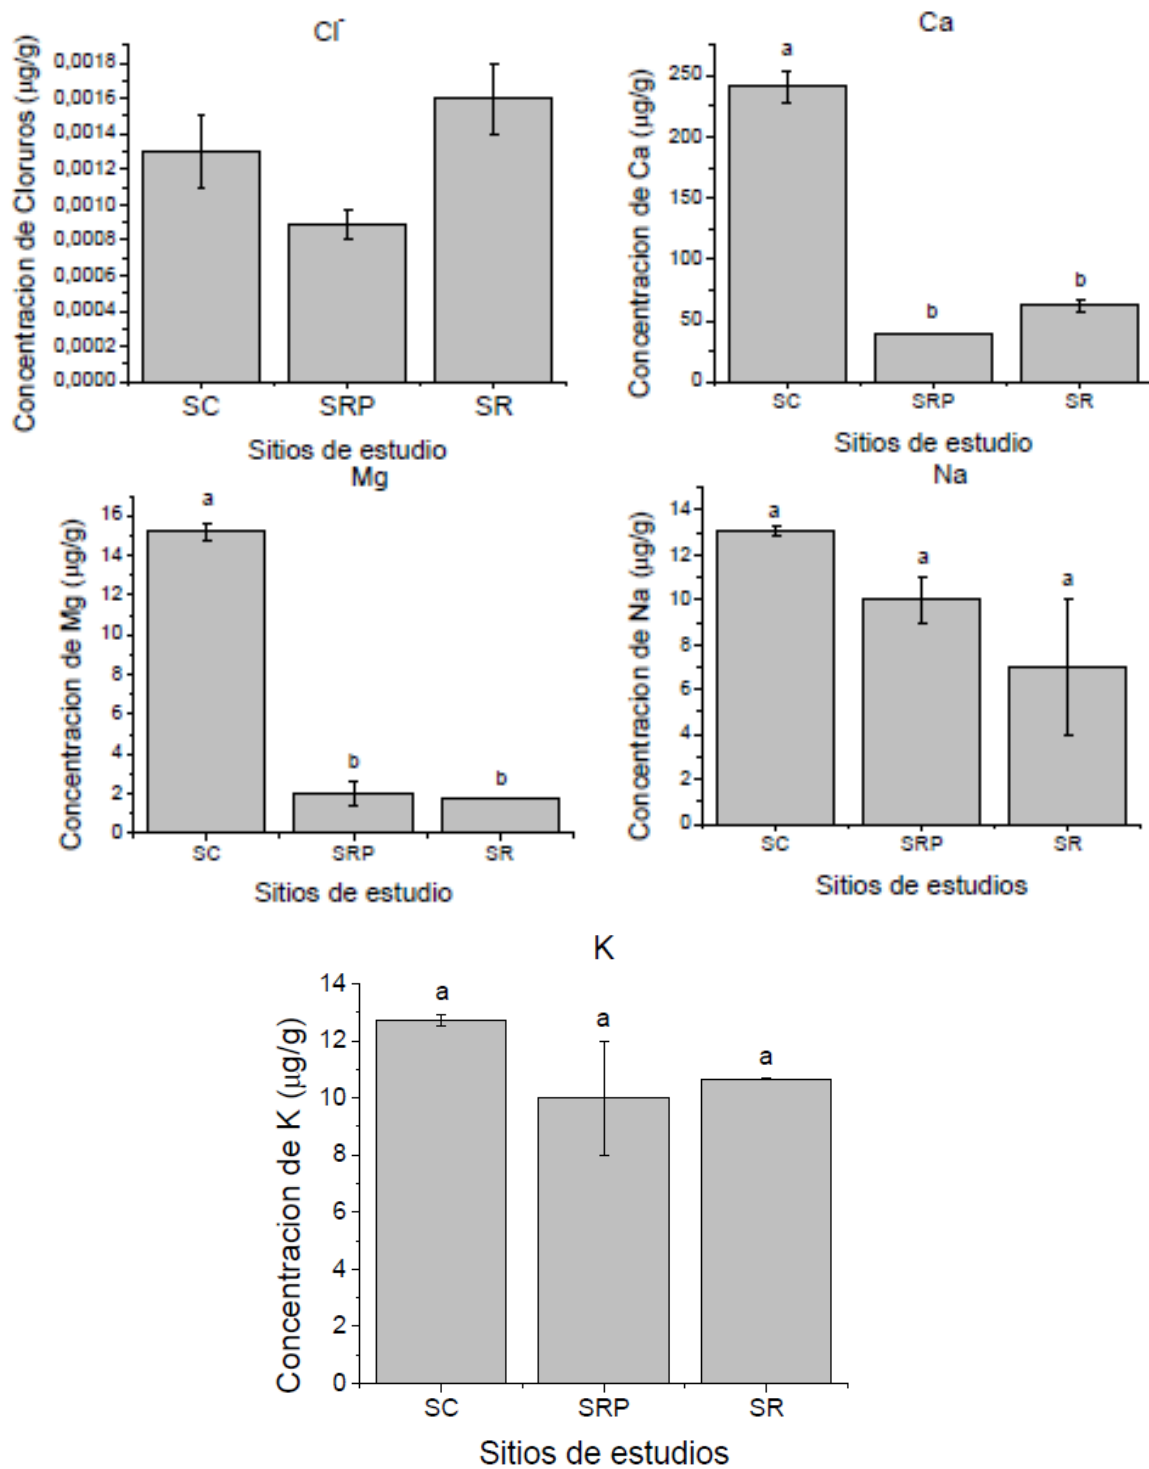 Cl-
Concentracion de Cloruros (µg/g)
0,0018
0,0016
0,0014
0,0012
0,0010
0,0008
0,0006
0,0004
0,0002
0,0000
SC SRP SR
Sitios de estudio
Ca
Concentracion de Ca (µg/g)
250
200
150
100
50
0
a
b
b
SC SRP SR
Sitios de estudio
Mg
Concentracion de Mg (µg/g)
16
14
12
10
8
6
4
2
0
a
b
b
SC SRP SR
Sitios de estudio
Na
Concentracion de Na (µg/g)
14
12
10
8
6
4
2
0
a
a
a
SC SRP SR
Sitios de estudios
K
Concentracion de K (µg/g)
14
12
10
8
6
4
2
0
a
a
a
SC SRP SR
Sitios de estudios